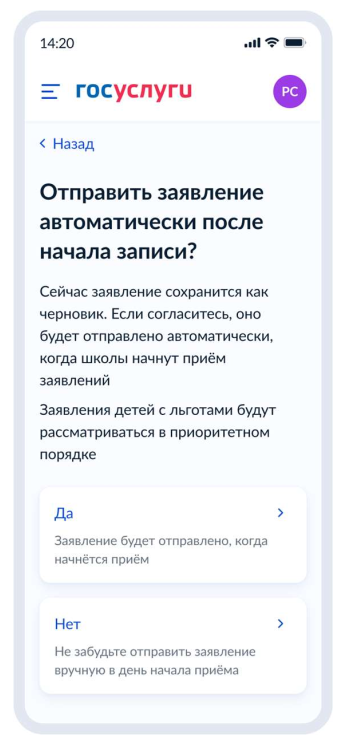 14:20
госуслуги
РС
Назад
Отправить заявление
автоматически после
начала записи?
Сейчас заявление сохранится как
черновик. Если согласитесь, оно
будет отправлено автоматически,
когда школы начнут приём
заявлений
Заявления детей с льготами будут
рассматриваться в приоритетном
порядке
Да
Заявление будет отправлено, когда
начнётся приём
Нет
Не забудьте отправить заявление
вручную в день начала приёма